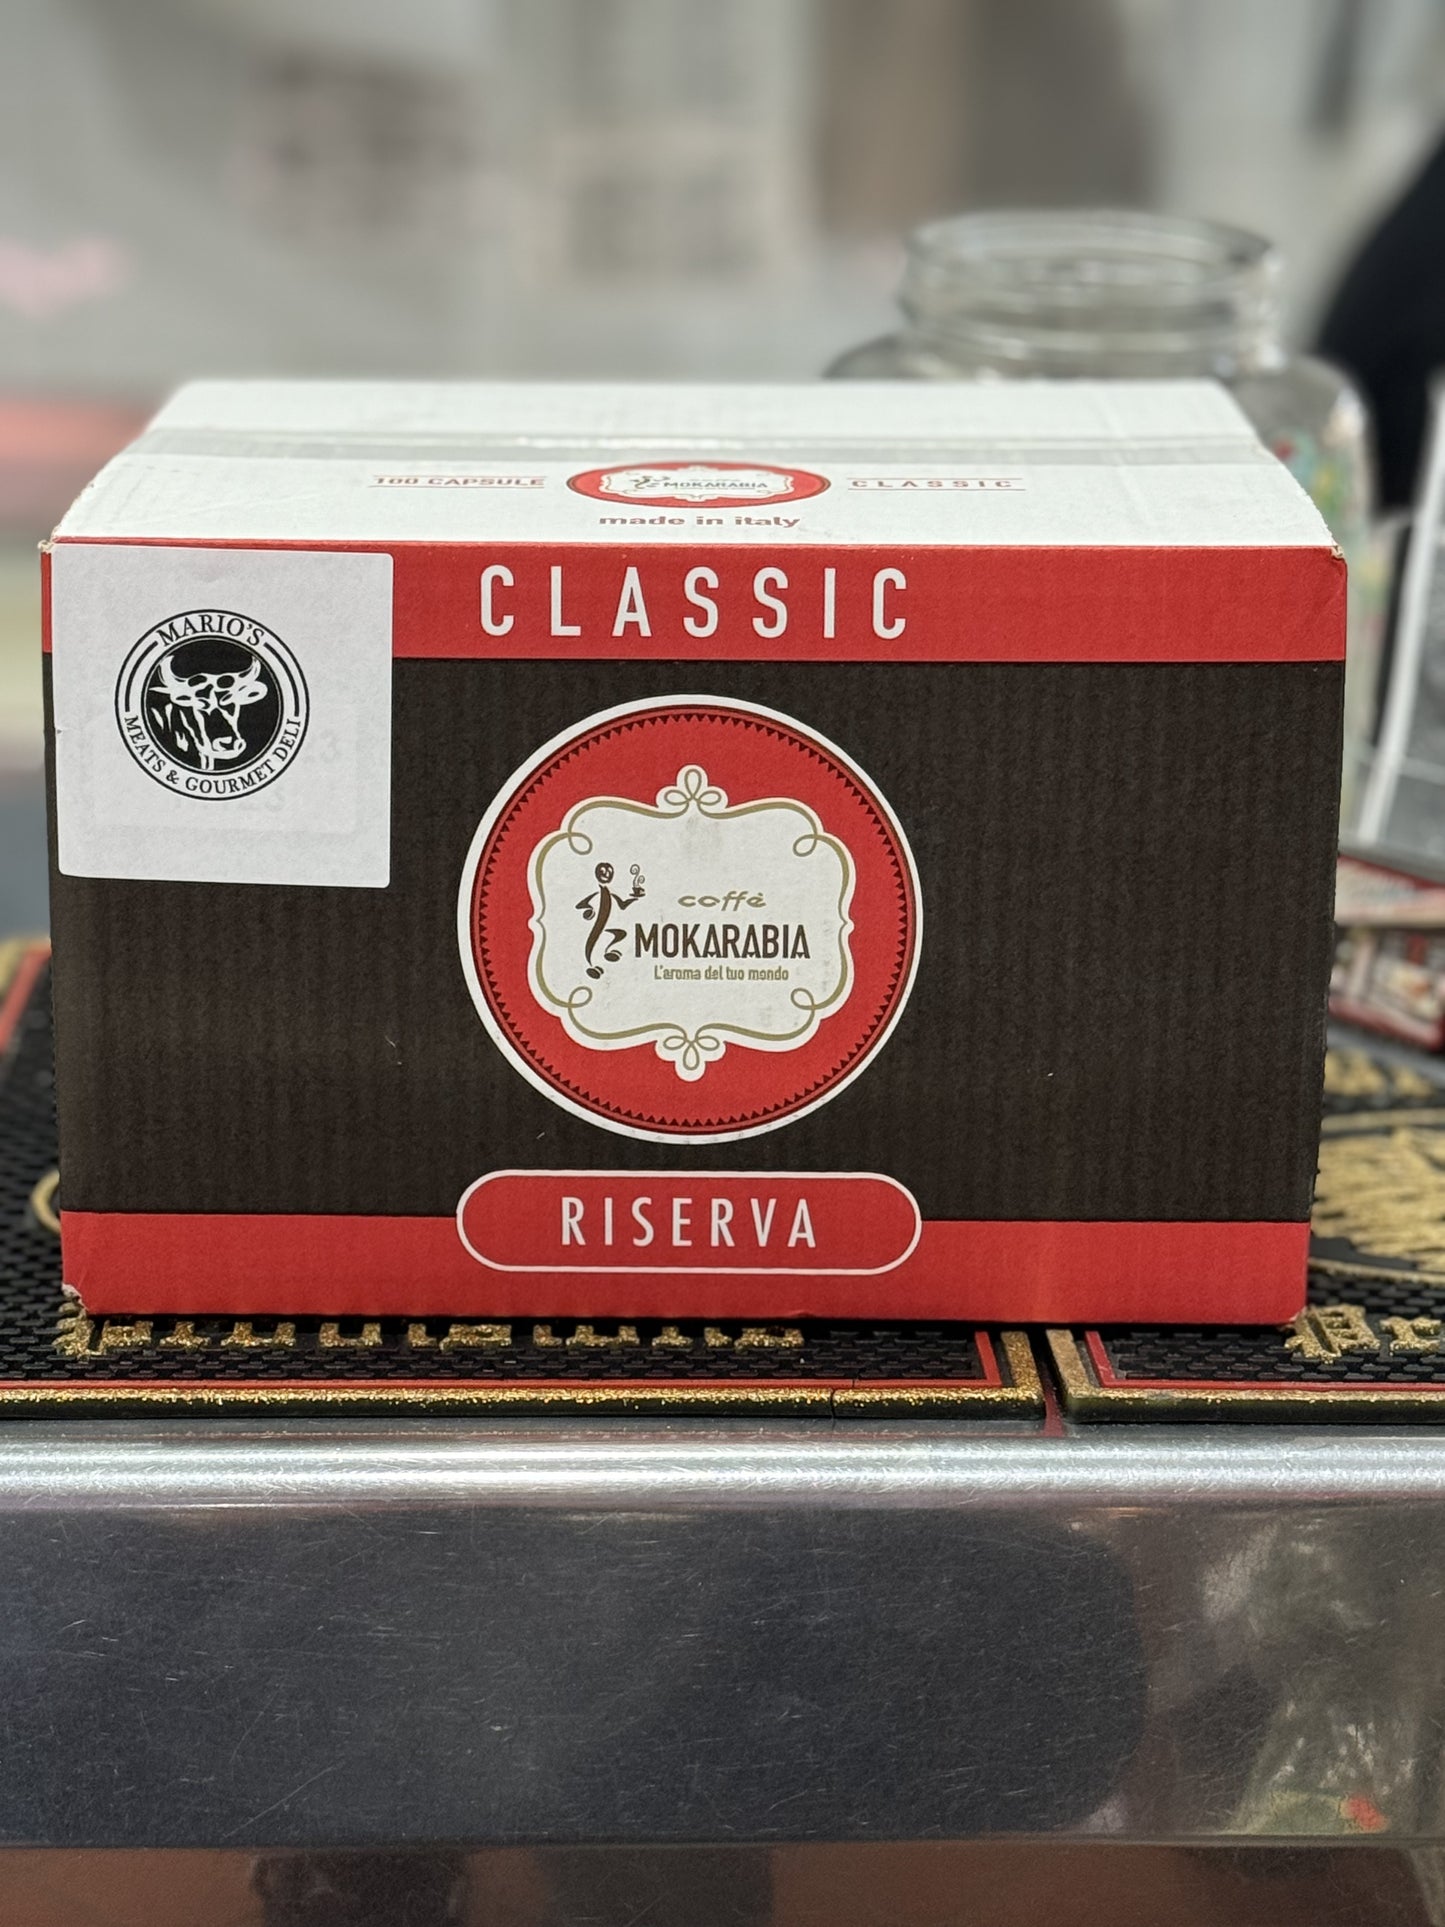 100 CAPSULE
MOKARABIA
CLASSIC
made in italy
CLASSIC
MARIO'S
MEATS & GOURMET DELI
caffè
MOKARABIA
L'aroma del tuo mondo
RISERVA